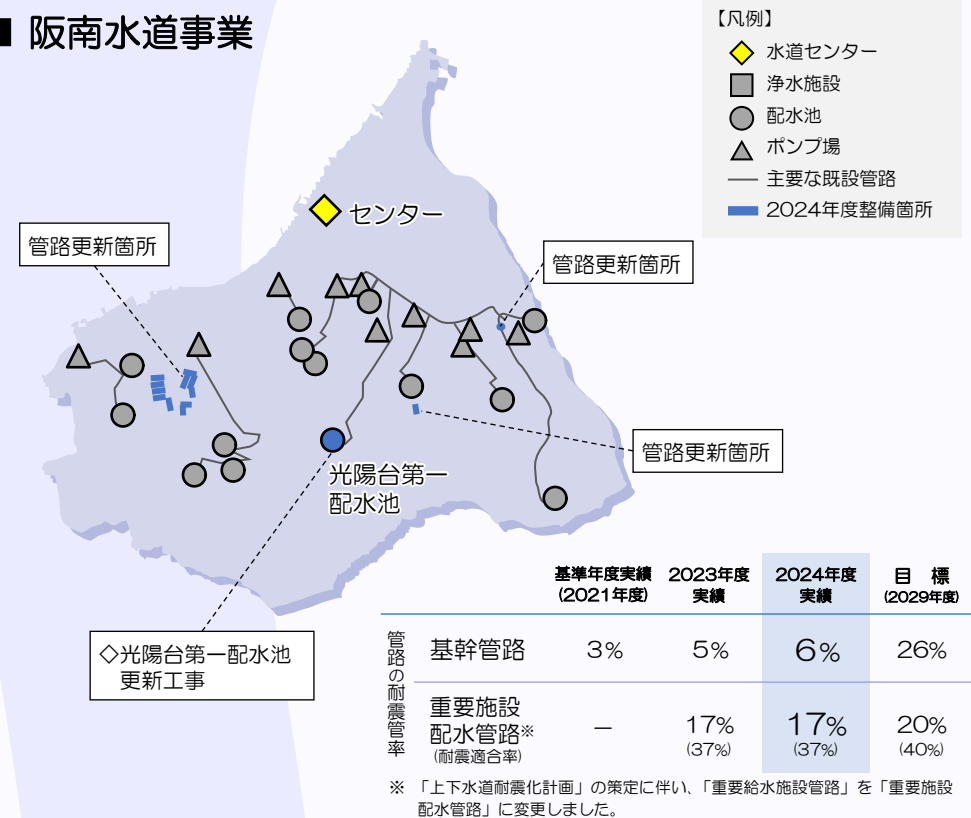 ■ 阪南水道事業
【凡例】
水道センター
浄水施設
配水池
ポンプ場
主要な既設管路
2024年度整備箇所
センター
管路更新箇所
管路更新箇所
管路更新箇所
光陽台第一
配水池
◇光陽台第一配水池
更新工事
基準年度実績
(2021年度)
2023年度
実績
2024年度
実績
目 標
(2029年度)
管路の耐震管率
基幹管路 3% 5% 6% 26%
重要施設
配水管路※
(耐震適合率)
－ 17% 17% 20%
(37%) (37%) (40%)
※ 「上下水道耐震化計画」の策定に伴い、「重要給水施設管路」を「重要施設
配水管路」に変更しました。